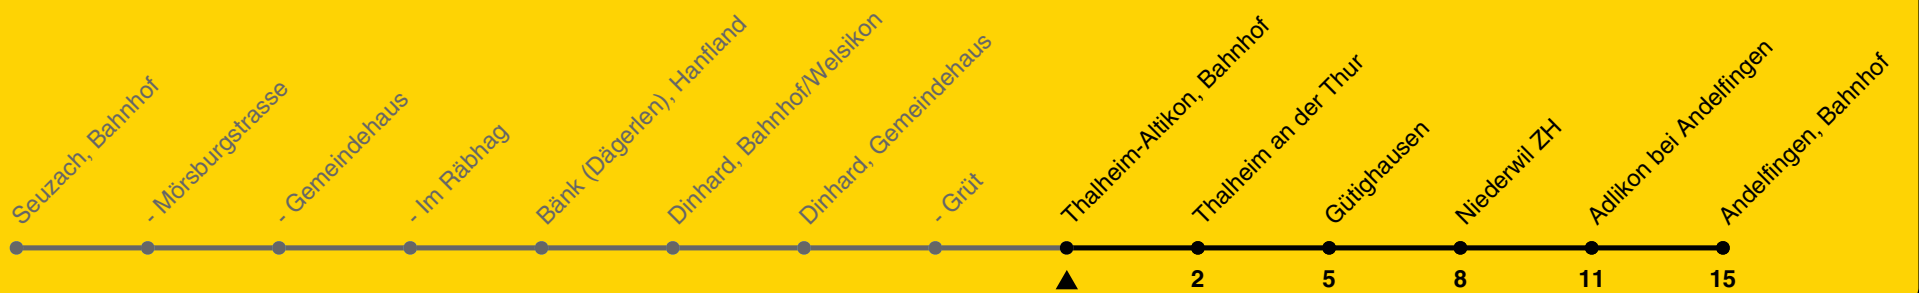 Seuzach, Bahnhof
- Mörsburgstrasse
- Gemeindehaus
- Im Räbhag
Bänk (Dägerlen), Hanfland
Dinhard, Bahnhof/Welsikon
Dinhard, Gemeindehaus
- Grüt
Thalheim-Altikon, Bahnhof
Thalheim an der Thur
Gütighausen
Niederwil ZH
Adlikon bei Andelfingen
Andelfingen, Bahnhof
2 5 8 11 15